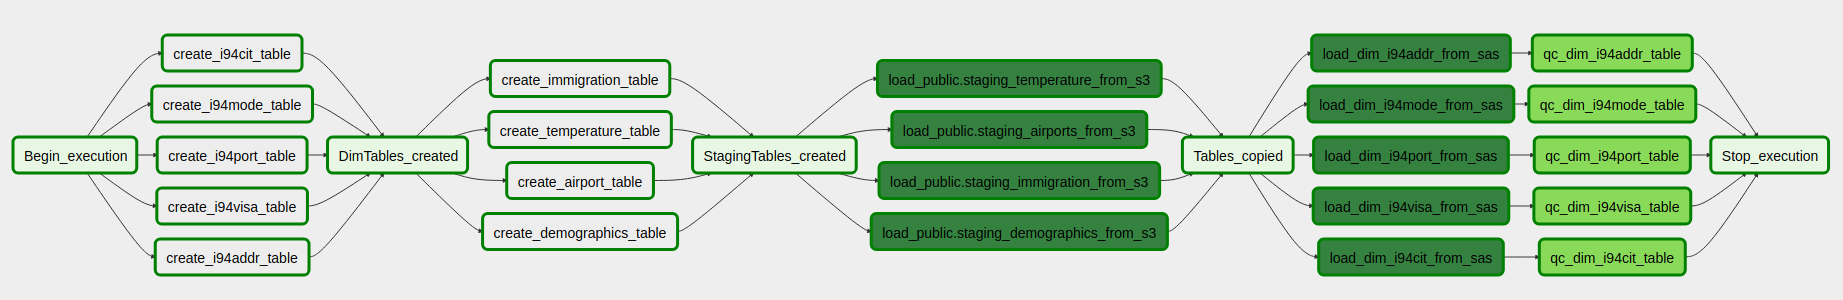 Begin_execution
create_i94cit_table
create_i94mode_table
create_i94port_table
create_i94visa_table
create_i94addr_table
DimTables_created
create_immigration_table
create_temperature_table
create_airport_table
create_demographics_table
StagingTables_created
load_public.staging_temperature_from_s3
load_public.staging_airports_from_s3
load_public.staging_immigration_from_s3
load_public.staging_demographics_from_s3
Tables_copied
load_dim_i94addr_from_sas
load_dim_i94mode_from_sas
load_dim_i94port_from_sas
load_dim_i94visa_from_sas
load_dim_i94cit_from_sas
qc_dim_i94addr_table
qc_dim_i94mode_table
qc_dim_i94port_table
qc_dim_i94visa_table
qc_dim_i94cit_table
Stop_execution